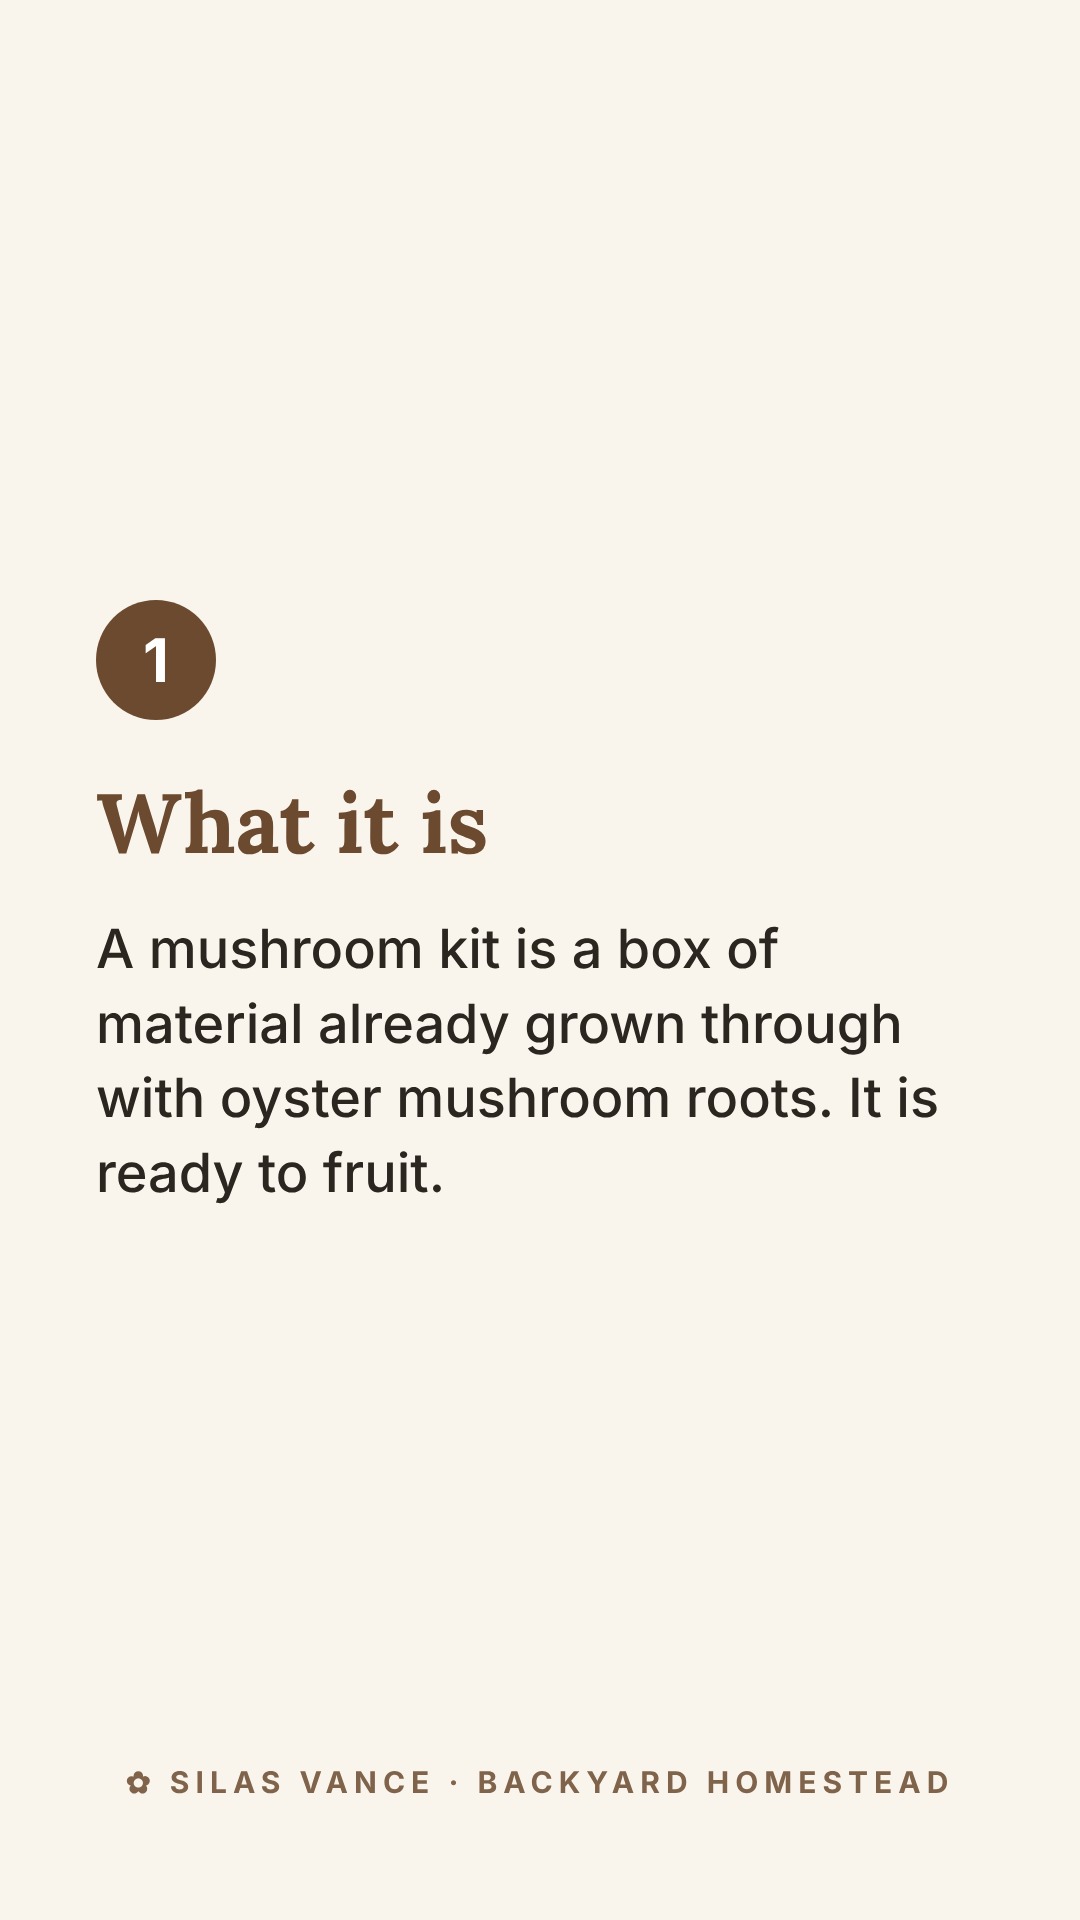 1
What it is
A mushroom kit is a box of
material already grown through
with oyster mushroom roots. It is
ready to fruit.
✿ SILAS VANCE · BACKYARD HOMESTEAD